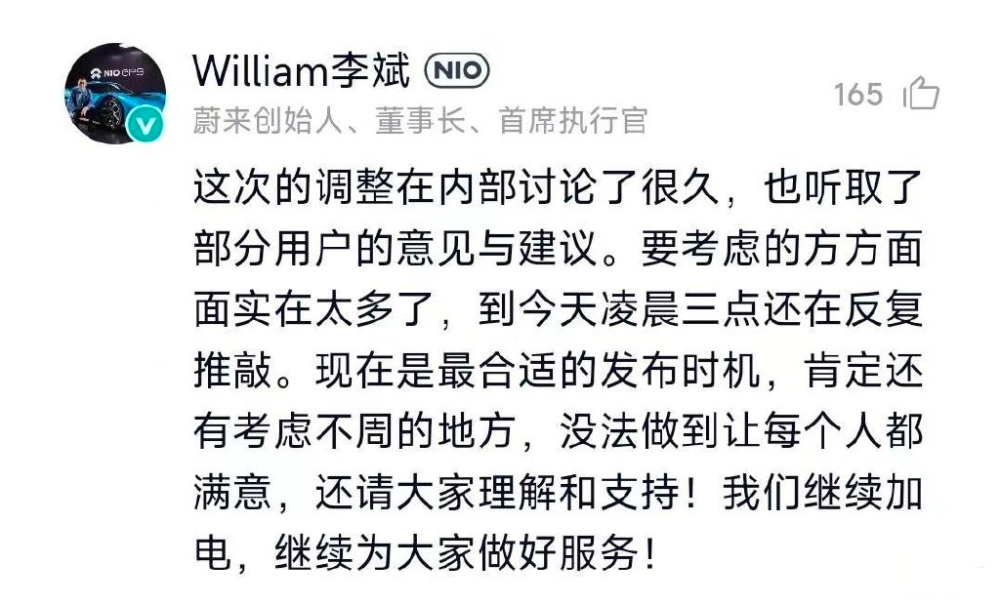 William李斌 NIO
165
蔚来创始人、董事长、首席执行官
这次的调整在内部讨论了很久，也听取了
部分用户的意见与建议。要考虑的方方面
面实在太多了，到今天凌晨三点还在反复
推敲。现在是最合适的发布时机，肯定还
有考虑不周的地方，没法做到让每个人都
满意，还请大家理解和支持！我们继续加
电，继续为大家做好服务！
NIO EP9